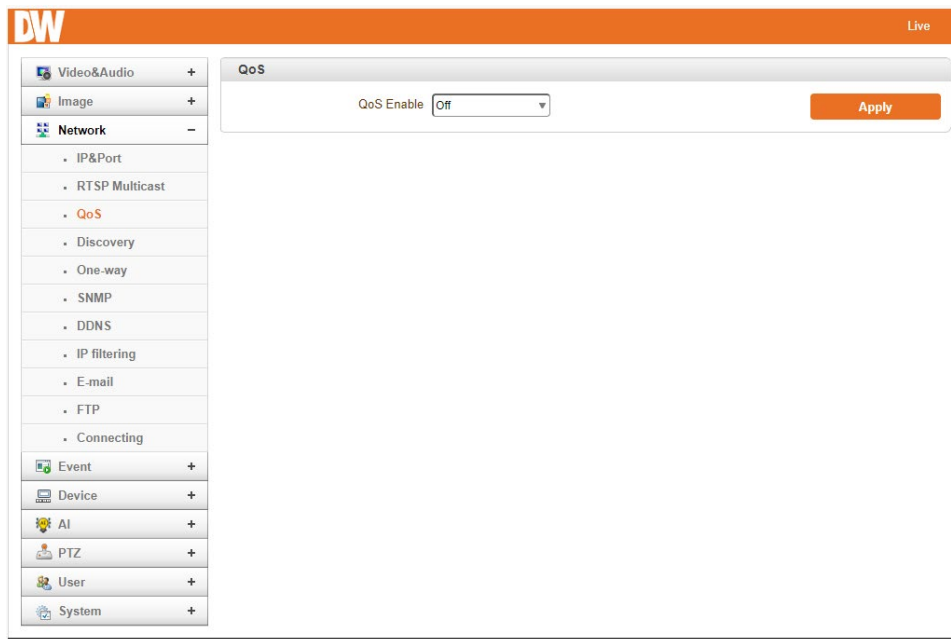 DW
Live
Video&Audio +
Image +
Network -
• IP&Port
• RTSP Multicast
• QoS
• Discovery
• One-way
• SNMP
• DDNS
• IP filtering
• E-mail
• FTP
• Connecting
Event +
Device +
AI +
PTZ +
User +
System +
QoS
QoS Enable Off
Apply